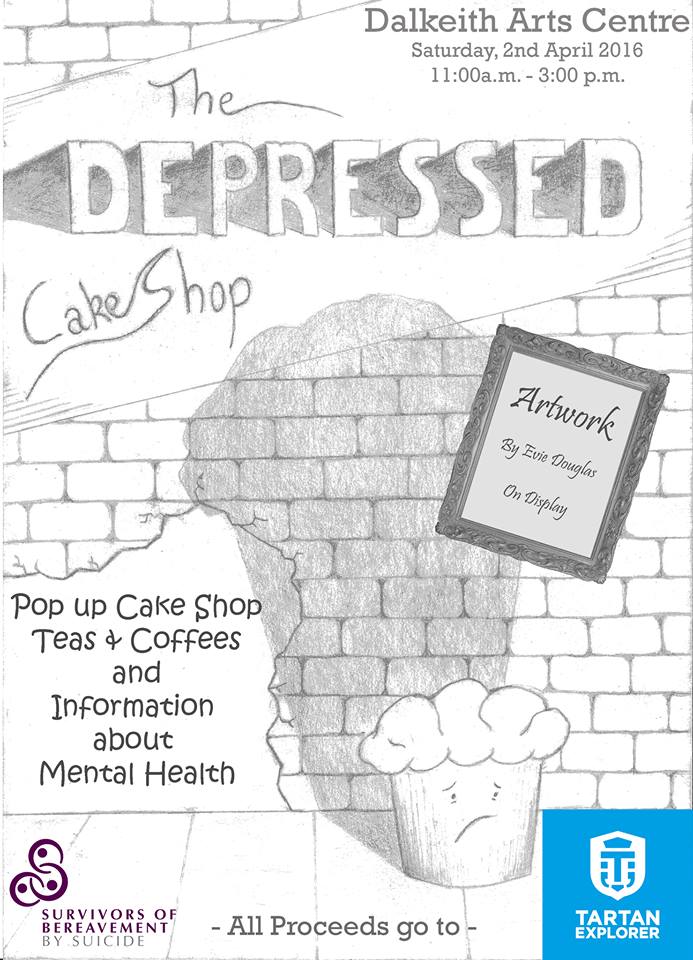 Dalkeith Arts Centre
Saturday, 2nd April 2016
11:00a.m. - 3:00 p.m.
The
DEPRESSED
Cake Shop
Artwork
By Evie Douglas
On Display
Pop up Cake Shop
Teas & Coffees
and
Information
about
Mental Health
SURVIVORS OF
BEREAVEMENT
BY SUICIDE
- All Proceeds go to -
TARTAN
EXPLORER